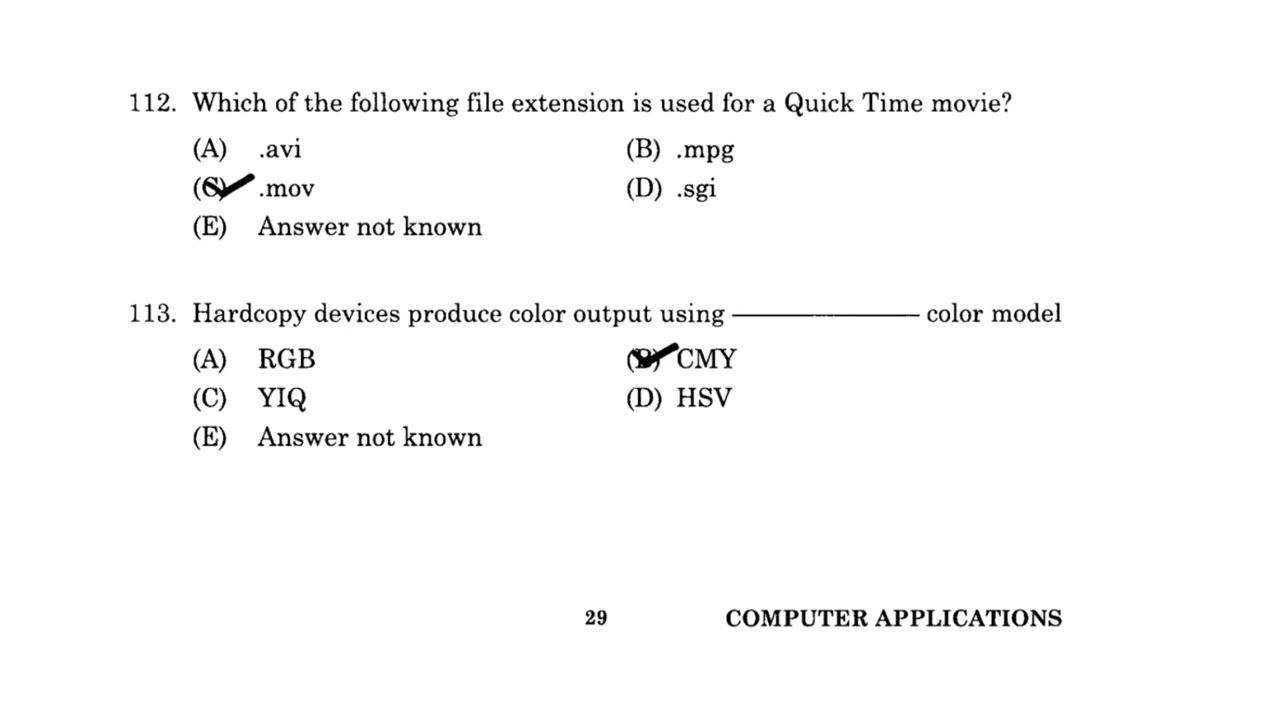 112. Which of the following file extension is used for a Quick Time movie?
(A) .avi (B) .mpg
(C) .mov (D) .sgi
(E) Answer not known
113. Hardcopy devices produce color output using ———— color model
(A) RGB (B) CMY
(C) YIQ (D) HSV
(E) Answer not known
29 COMPUTER APPLICATIONS